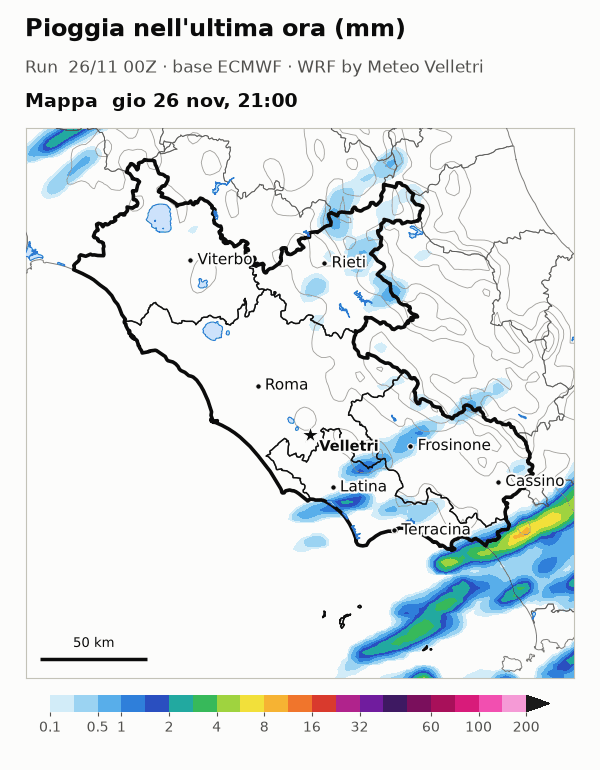 Pioggia nell'ultima ora (mm)
Run  26/11 00Z · base ECMWF · WRF by Meteo Velletri
Mappa  gio 26 nov, 21:00
Viterbo
Rieti
Roma
Velletri
Frosinone
Latina
Cassino
Terracina
50 km
0.1 0.5 1 2 4 8 16 32 60 100 200